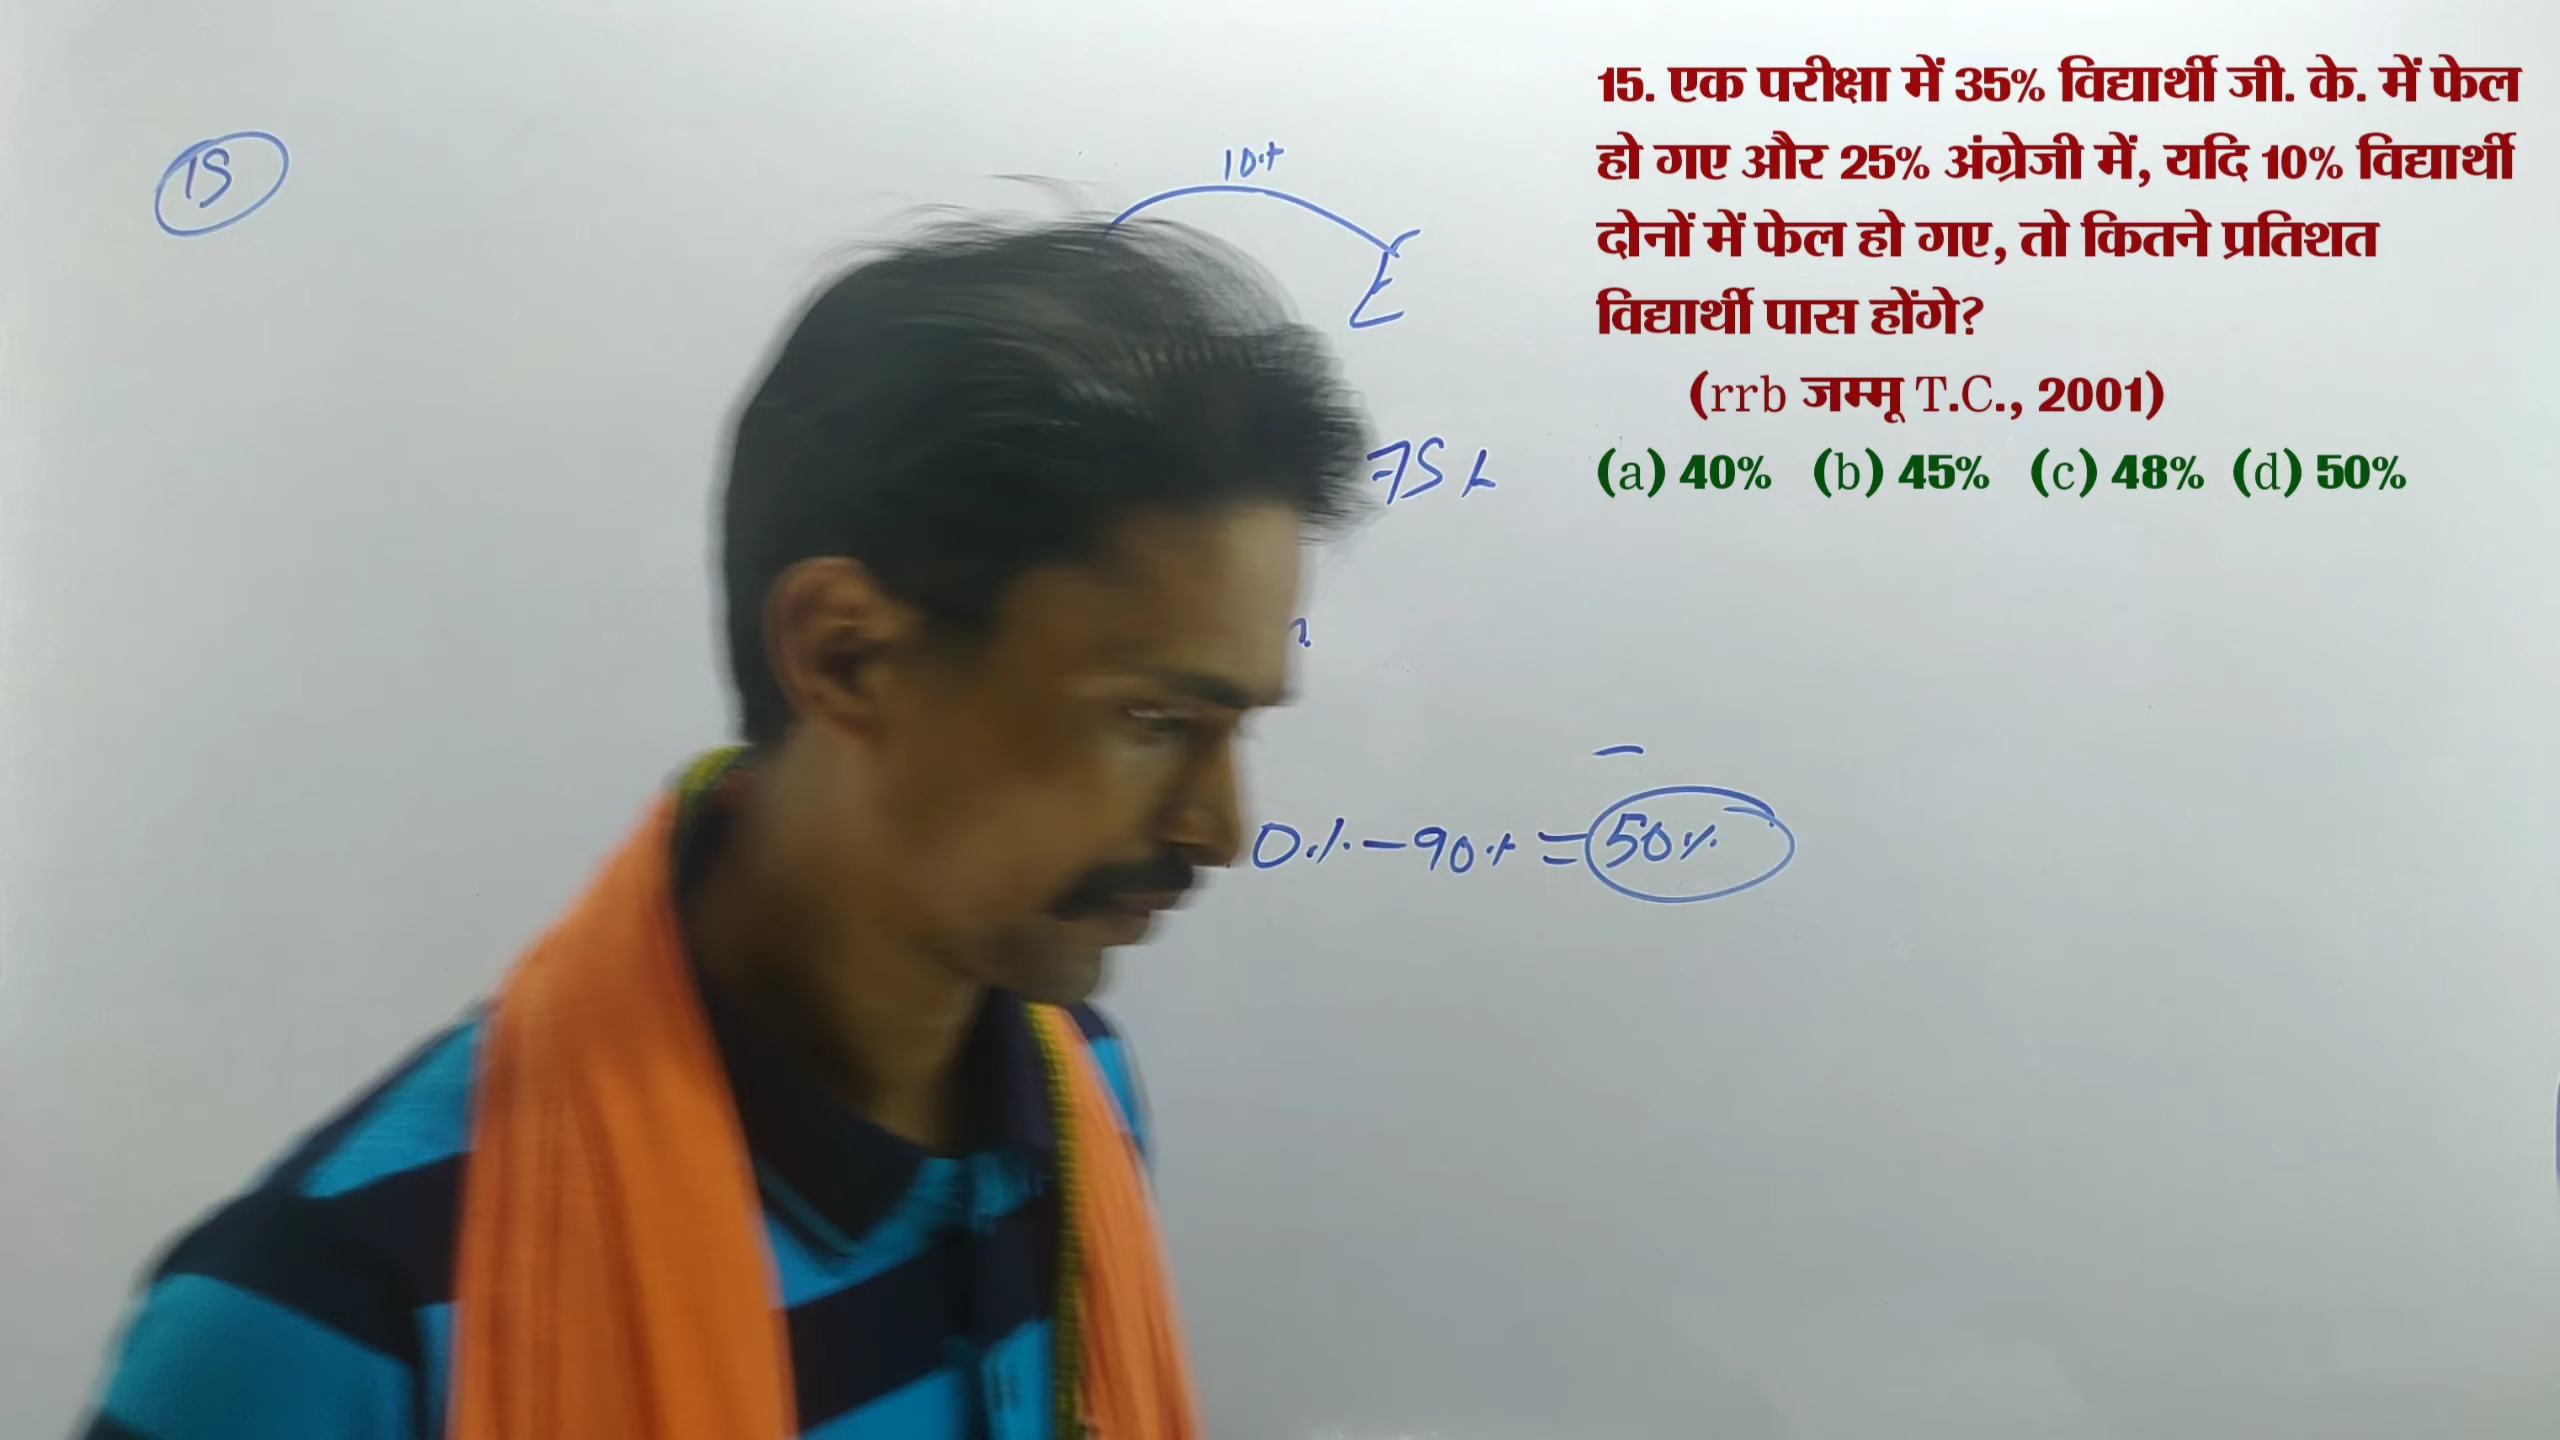 15
10%
E
15. एक परीक्षा में 35% विद्यार्थी जी. के. में फेल
हो गए और 25% अंग्रेजी में, यदि 10% विद्यार्थी
दोनों में फेल हो गए, तो कितने प्रतिशत
विद्यार्थी पास होंगे?
(rrb जम्मू T.C., 2001)
(a) 40% (b) 45% (c) 48% (d) 50%
75%
0% - 90% = 50%